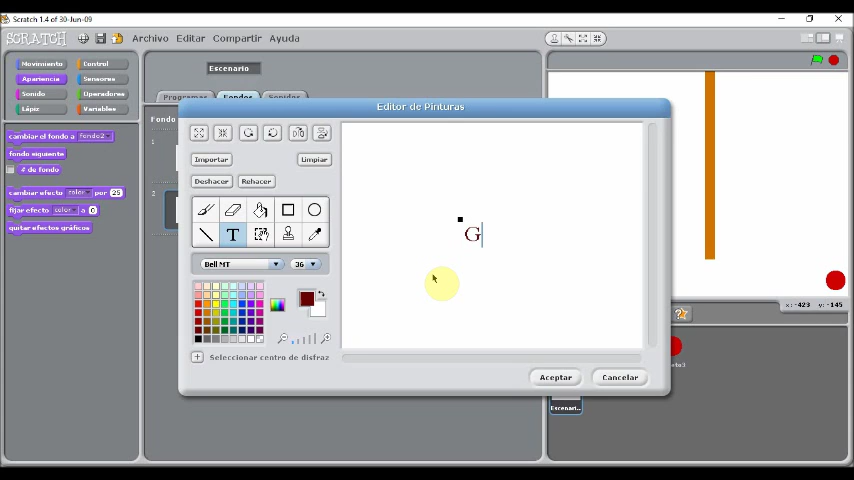 Scratch 1.4 of 30-Jun-09
SCRATCH Archivo Editar Compartir Ayuda
Movimiento Control
Apariencia Sensores
Sonido Operadores
Lápiz Variables
cambiar el fondo a fondo2
fondo siguiente
# de fondo
cambiar efecto color por 25
fijar efecto color a 0
quitar efectos gráficos
Escenario
Programas Fondos Sonidos
Fondo
1
2
Editor de Pinturas
Importar Limpiar
Deshacer Rehacer
T
Bell MT 36
Seleccionar centro de disfraz
G
Aceptar Cancelar
x: -423 y: -145
Escenari...